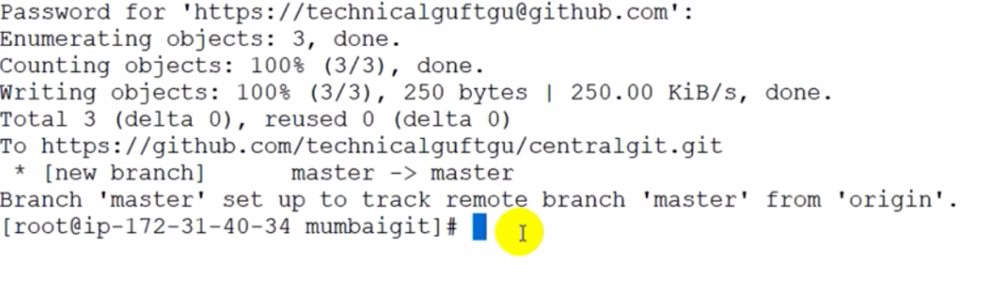 Password for 'https://technicalguftgu@github.com':
Enumerating objects: 3, done.
Counting objects: 100% (3/3), done.
Writing objects: 100% (3/3), 250 bytes | 250.00 KiB/s, done.
Total 3 (delta 0), reused 0 (delta 0)
To https://github.com/technicalguftgu/centralgit.git
 * [new branch]      master -> master
Branch 'master' set up to track remote branch 'master' from 'origin'.
[root@ip-172-31-40-34 mumbaigit]#